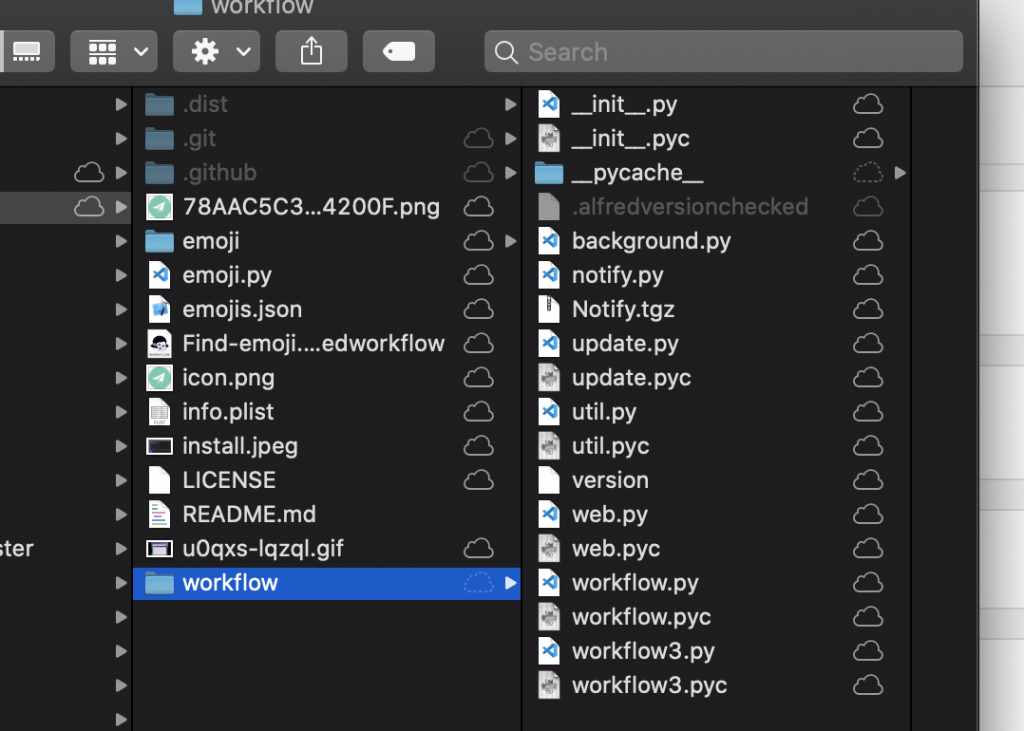 workflow
Search
.dist
.git
.github
78AAC5C3...4200F.png
emoji
emoji.py
emojis.json
Find-emoji....edworkflow
icon.png
info.plist
install.jpeg
LICENSE
README.md
ster
u0qxs-lqzql.gif
workflow
__init__.py
__init__.pyc
__pycache__
.alfredversionchecked
background.py
notify.py
Notify.tgz
update.py
update.pyc
util.py
util.pyc
version
web.py
web.pyc
workflow.py
workflow.pyc
workflow3.py
workflow3.pyc